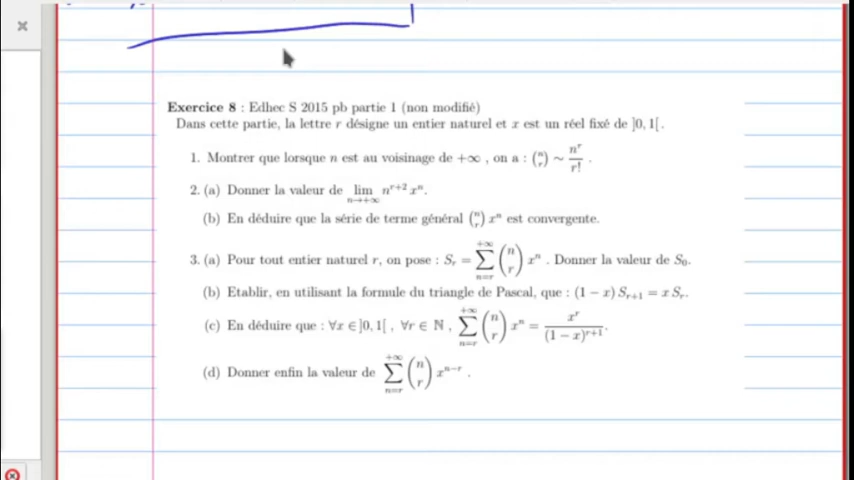 Exercice 8 : Edhec S 2015 pb partie 1 (non modifié)
Dans cette partie, la lettre r désigne un entier naturel et x est un réel fixé de ]0, 1[.
1. Montrer que lorsque n est au voisinage de +∞ , on a : (n r) ~ n^r / r! .
2. (a) Donner la valeur de lim n→+∞ n^{r+2} x^n.
(b) En déduire que la série de terme général (n r) x^n est convergente.
3. (a) Pour tout entier naturel r, on pose : S_r = ∑_{n=r}^{+∞} (n r) x^n . Donner la valeur de S_0.
(b) Etablir, en utilisant la formule du triangle de Pascal, que : (1 − x) S_{r+1} = x S_r.
(c) En déduire que : ∀x ∈ ]0, 1[ , ∀r ∈ ℕ , ∑_{n=r}^{+∞} (n r) x^n = x^r / (1 − x)^{r+1}.
(d) Donner enfin la valeur de ∑_{n=r}^{+∞} (n r) x^{n−r} .